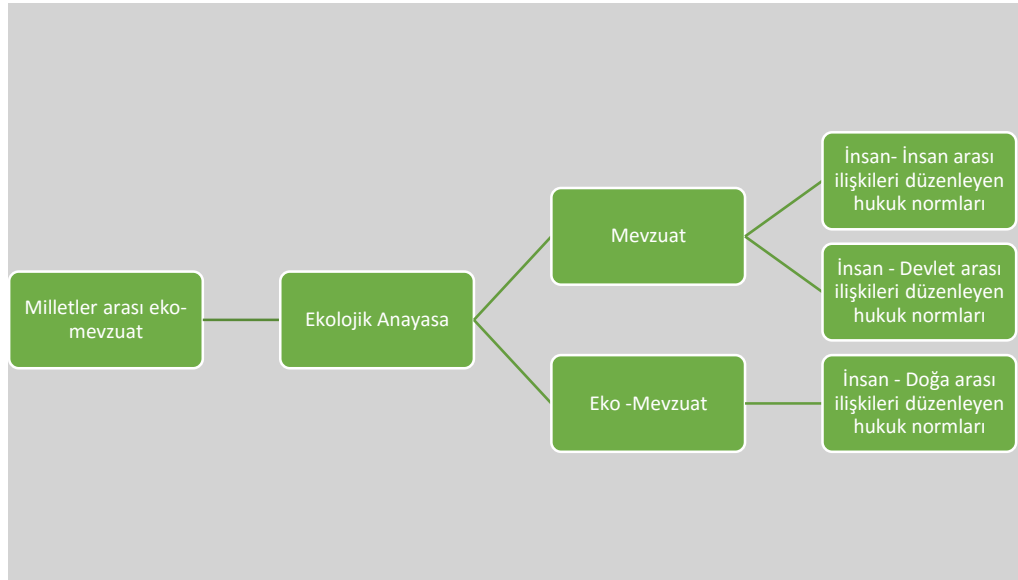 Milletler arası eko-
mevzuat
Ekolojik Anayasa
Mevzuat
İnsan- İnsan arası
ilişkileri düzenleyen
hukuk normları
İnsan - Devlet arası
ilişkileri düzenleyen
hukuk normları
Eko -Mevzuat
İnsan - Doğa arası
ilişkileri düzenleyen
hukuk normları